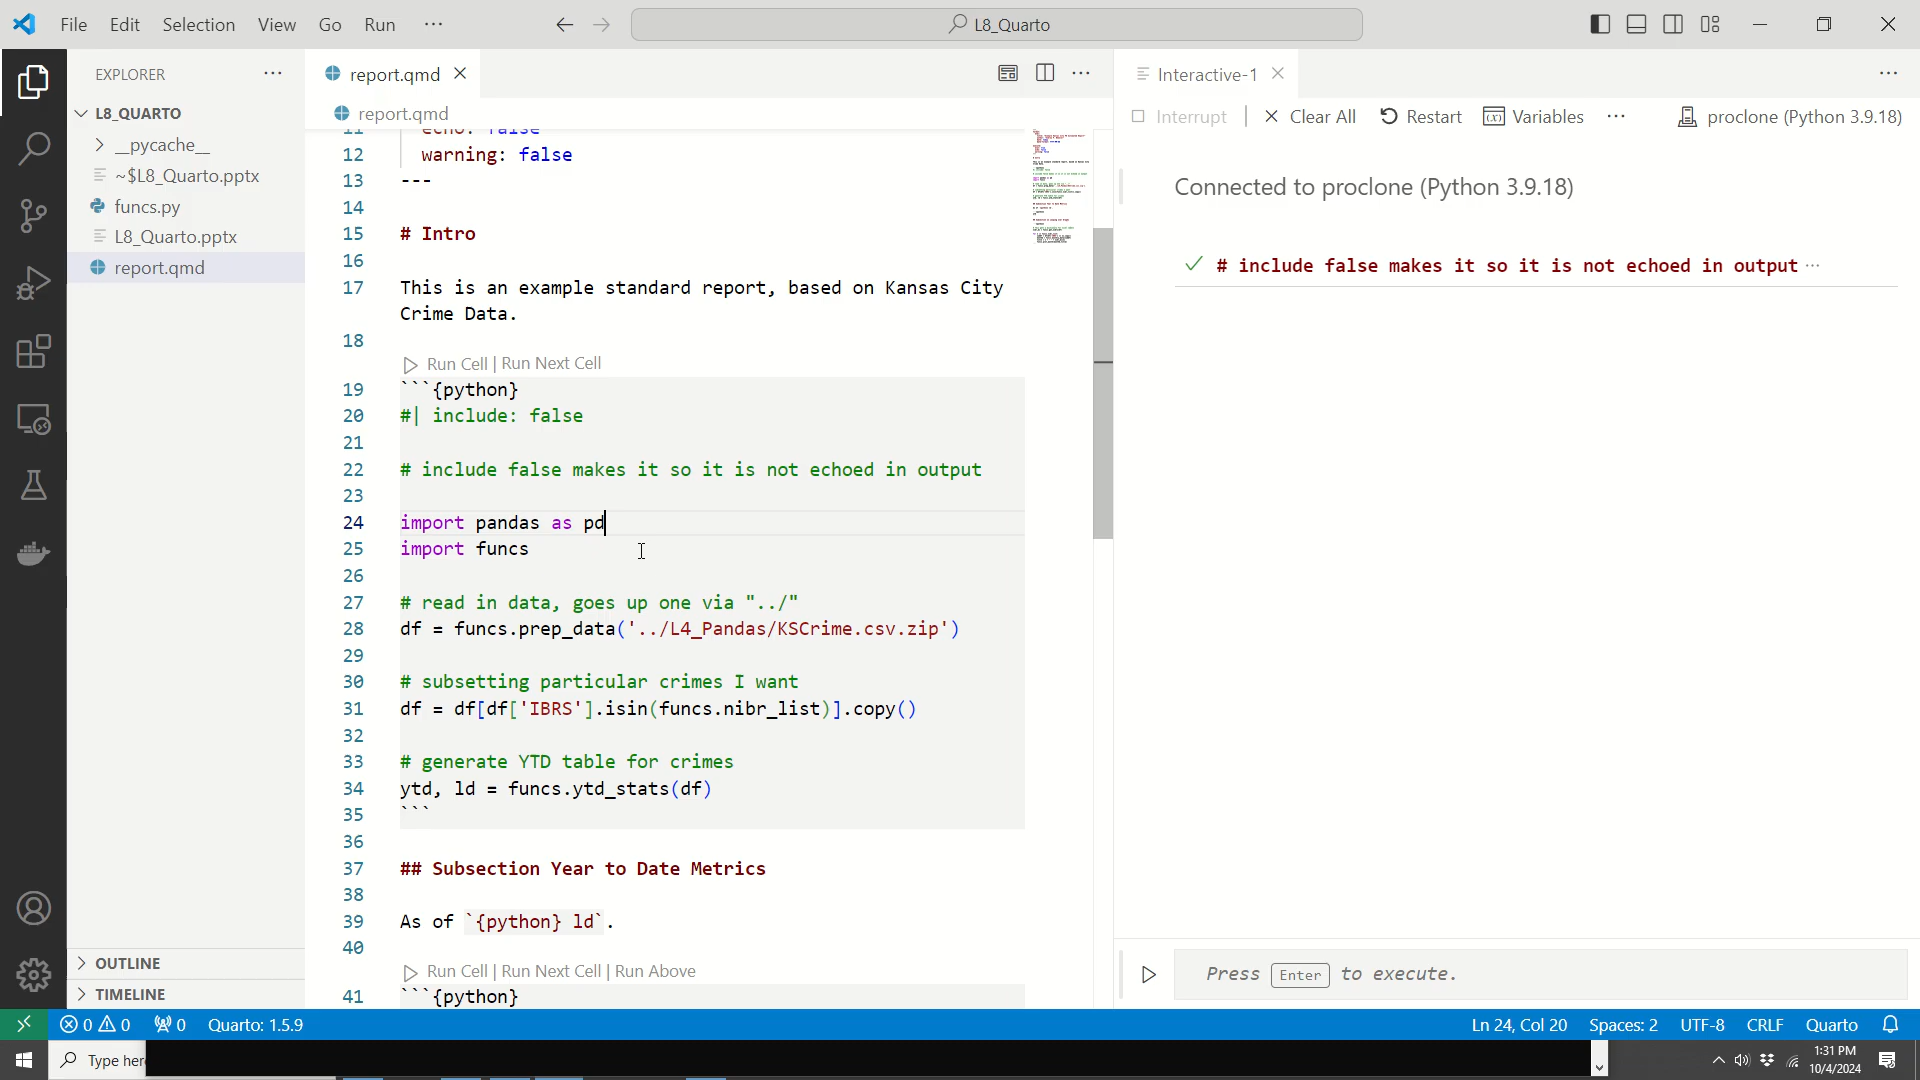 File Edit Selection View Go Run ···
L8_Quarto
EXPLORER ···
L8_QUARTO
__pycache__
~$L8_Quarto.pptx
funcs.py
L8_Quarto.pptx
report.qmd
OUTLINE
TIMELINE
report.qmd
report.qmd
11 echo: false
12 warning: false
13 ---
14
15 # Intro
16
17 This is an example standard report, based on Kansas City
Crime Data.
18
Run Cell | Run Next Cell
19 ```{python}
20 #| include: false
21
22 # include false makes it so it is not echoed in output
23
24 import pandas as pd
25 import funcs
26
27 # read in data, goes up one via "../"
28 df = funcs.prep_data('../L4_Pandas/KSCrime.csv.zip')
29
30 # subsetting particular crimes I want
31 df = df[df['IBRS'].isin(funcs.nibr_list)].copy()
32
33 # generate YTD table for crimes
34 ytd, ld = funcs.ytd_stats(df)
35 ```
36
37 ## Subsection Year to Date Metrics
38
39 As of `{python} ld`.
40
Run Cell | Run Next Cell | Run Above
41 ```{python}
Interactive-1
Interrupt | Clear All Restart Variables ··· proclone (Python 3.9.18)
Connected to proclone (Python 3.9.18)
# include false makes it so it is not echoed in output ···
Press Enter to execute.
0 0 0 Quarto: 1.5.9
Ln 24, Col 20 Spaces: 2 UTF-8 CRLF Quarto
Type her
1:31 PM
10/4/2024